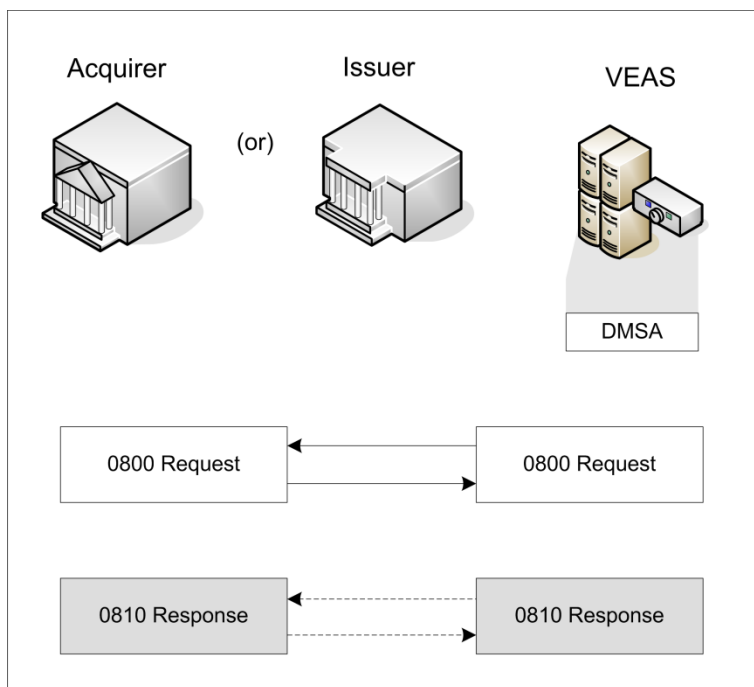 Acquirer
(or)
Issuer
VEAS
DMSA
0800 Request
0800 Request
0810 Response
0810 Response